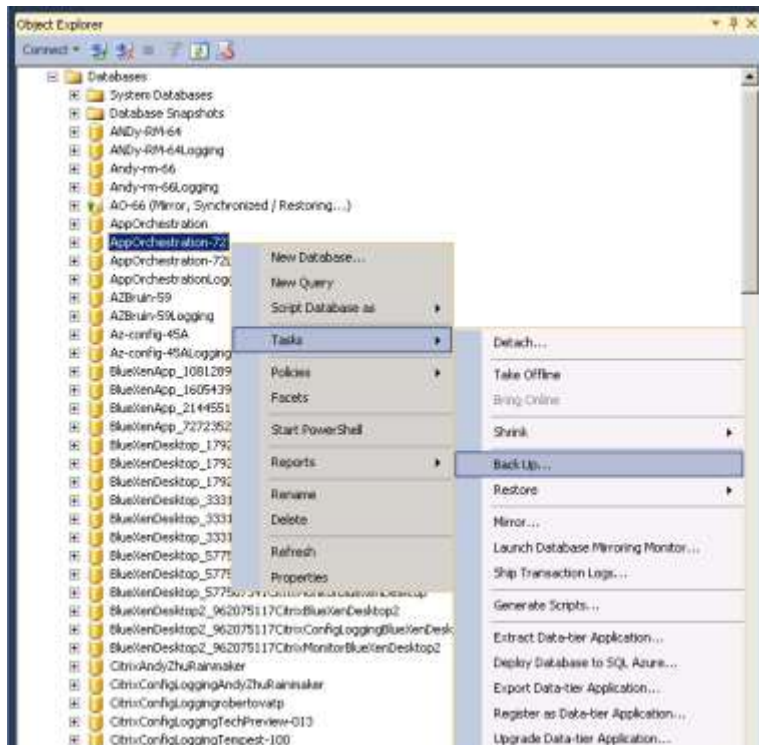 Object Explorer
Connect
Databases
System Databases
Database Snapshots
ANDy-RM-64
ANDy-RM-64Logging
Andy-rm-66
Andy-rm-66Logging
AO-66 (Mirror, Synchronized / Restoring...)
AppOrchestration
AppOrchestration-72
AppOrchestration-72L
AppOrchestrationLogg
AZBruin-59
AZBruin-59Logging
Az-config-45A
Az-config-45ALogging
BlueXenApp_1081289
BlueXenApp_1605439
BlueXenApp_2144551
BlueXenApp_7272352
BlueXenDesktop_1792
BlueXenDesktop_1792
BlueXenDesktop_1792
BlueXenDesktop_3331
BlueXenDesktop_3331
BlueXenDesktop_3331
BlueXenDesktop_5775
BlueXenDesktop_5775
BlueXenDesktop2_962075117CitrixBlueXenDesktop2
BlueXenDesktop2_962075117CitrixConfigLoggingBlueXenDesk
BlueXenDesktop2_962075117CitrixMonitorBlueXenDesktop2
CitrixAndyZhuRainmaker
CitrixConfigLoggingAndyZhuRainmaker
CitrixConfigLoggingrobertovatp
CitrixConfigLoggingTechPreview-013
CitrixConfigLoggingTempest-100
New Database...
New Query
Script Database as
Tasks
Policies
Facets
Start PowerShell
Reports
Rename
Delete
Refresh
Properties
Detach...
Take Offline
Bring Online
Shrink
Back Up...
Restore
Mirror...
Launch Database Mirroring Monitor...
Ship Transaction Logs...
Generate Scripts...
Extract Data-tier Application...
Deploy Database to SQL Azure...
Export Data-tier Application...
Register as Data-tier Application...
Upgrade Data-tier Application...